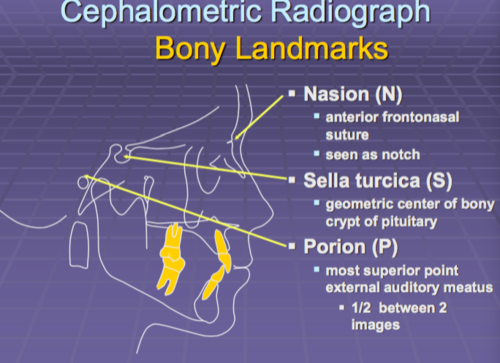 Cephalometric Radiograph
Bony Landmarks
▪ Nasion (N)
▪ anterior frontonasal
suture
▪ seen as notch
▪ Sella turcica (S)
▪ geometric center of bony
crypt of pituitary
▪ Porion (P)
▪ most superior point
external auditory meatus
▪ 1/2 between 2
images